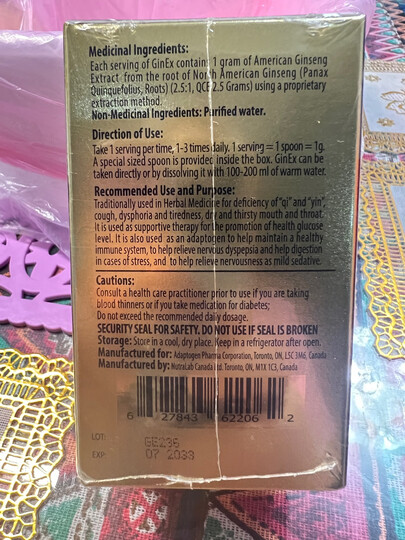 Medicinal Ingredients:
Each serving of GinEx contains 1 gram of American Ginseng
Extract from the root of North American Ginseng (Panax
Quinquefolius, Roots) (2.5:1, QCE 2.5 Grams) using a proprietary
extraction method.
Non-Medicinal Ingredients: Purified water.
Direction of Use:
Take 1 serving per time, 1-3 times daily. 1 serving = 1 spoon = 1g.
A special sized spoon is provided inside the box. GinEx can be
taken directly or by dissolving it with 100-200 ml of warm water.
Recommended Use and Purpose:
Traditionally used in Herbal Medicine for deficiency of "qi" and "yin",
cough, dysphoria and tiredness, dry and thirsty mouth and throat.
It is used as supportive therapy for the promotion of health glucose
level. It is also used as an adaptogen to help maintain a healthy
immune system, to help relieve nervous dyspepsia and help digestion
in cases of stress, and to help relieve nervousness as mild sedative.
Cautions:
Consult a health care practitioner prior to use if you are taking
blood thinners or if you take medication for diabetes;
Do not exceed the recommended daily dosage.
SECURITY SEAL FOR SAFETY. DO NOT USE IF SEAL IS BROKEN
Storage: Store in a cool, dry place. Keep in a refrigerator after open.
Manufactured for: Adaptogen Pharma Corporation, Toronto, ON, L5C 3M6, Canada
Manufactured by: NutraLab Canada Ltd. Toronto, ON, M1X 1C3, Canada
6 27843 62206 2
LOT: GE236
EXP: 07 2033